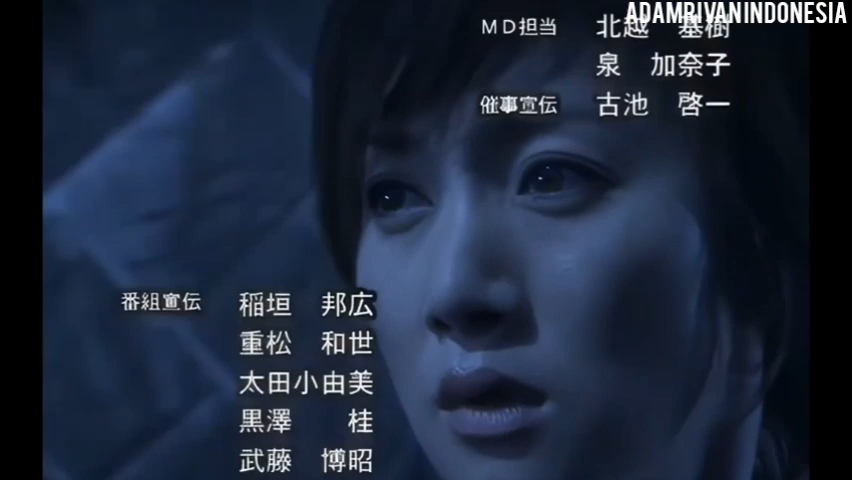 ADAMRIVANINDONESIA
MD担当 北越 基樹
泉 加奈子
催事宣伝 古池 啓一
番組宣伝 稲垣 邦広
重松 和世
太田小由美
黒澤 桂
武藤 博昭